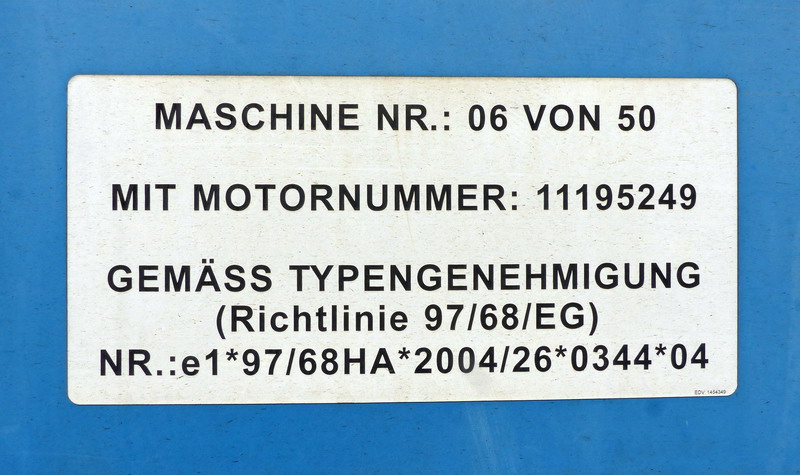 MASCHINE NR.: 06 VON 50
MIT MOTORNUMMER: 11195249
GEMÄSS TYPENGENEHMIGUNG
(Richtlinie 97/68/EG)
NR.:e1*97/68HA*2004/26*0344*04